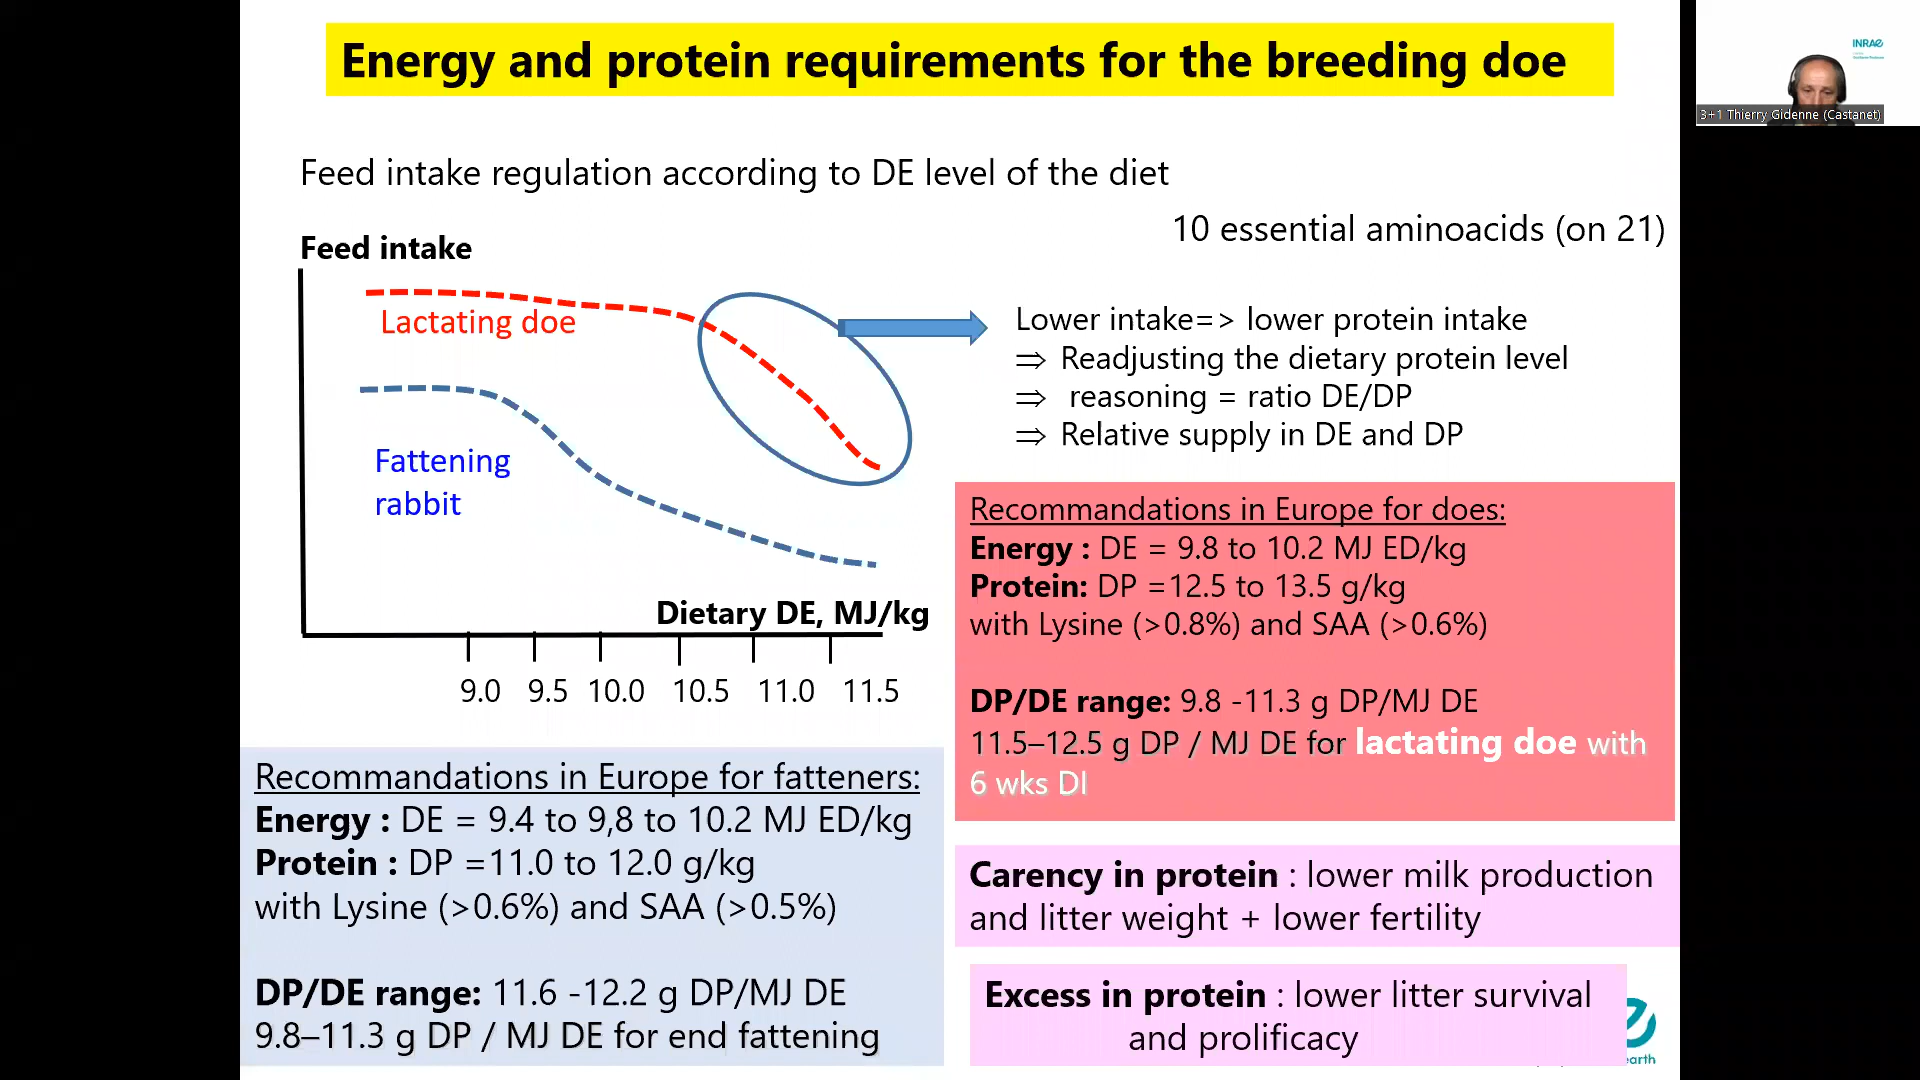 Energy and protein requirements for the breeding doe
INRAE
3+1 Thierry Gidenne (Castanet)
Feed intake regulation according to DE level of the diet
10 essential aminoacids (on 21)
Feed intake
Lactating doe
Fattening
rabbit
Dietary DE, MJ/kg
9.0 9.5 10.0 10.5 11.0 11.5
Lower intake=> lower protein intake
⇒ Readjusting the dietary protein level
⇒ reasoning = ratio DE/DP
⇒ Relative supply in DE and DP
Recommandations in Europe for does:
Energy : DE = 9.8 to 10.2 MJ ED/kg
Protein: DP =12.5 to 13.5 g/kg
with Lysine (>0.8%) and SAA (>0.6%)
DP/DE range: 9.8 -11.3 g DP/MJ DE
11.5–12.5 g DP / MJ DE for lactating doe with
6 wks DI
Recommandations in Europe for fatteners:
Energy : DE = 9.4 to 9,8 to 10.2 MJ ED/kg
Protein : DP =11.0 to 12.0 g/kg
with Lysine (>0.6%) and SAA (>0.5%)
DP/DE range: 11.6 -12.2 g DP/MJ DE
9.8–11.3 g DP / MJ DE for end fattening
Carency in protein : lower milk production
and litter weight + lower fertility
Excess in protein : lower litter survival
and prolificacy
earth